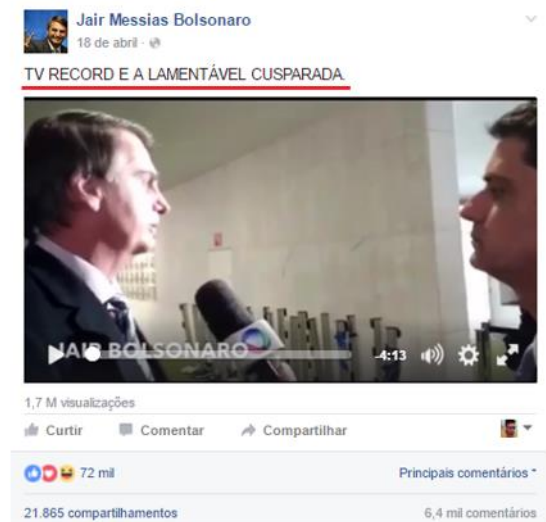 Jair Messias Bolsonaro
18 de abril ·
TV RECORD E A LAMENTÁVEL CUSPARADA.
JAIR BOLSONARO
-4:13
1,7 M visualizações
Curtir Comentar Compartilhar
72 mil Principais comentários
21.865 compartilhamentos 6,4 mil comentários